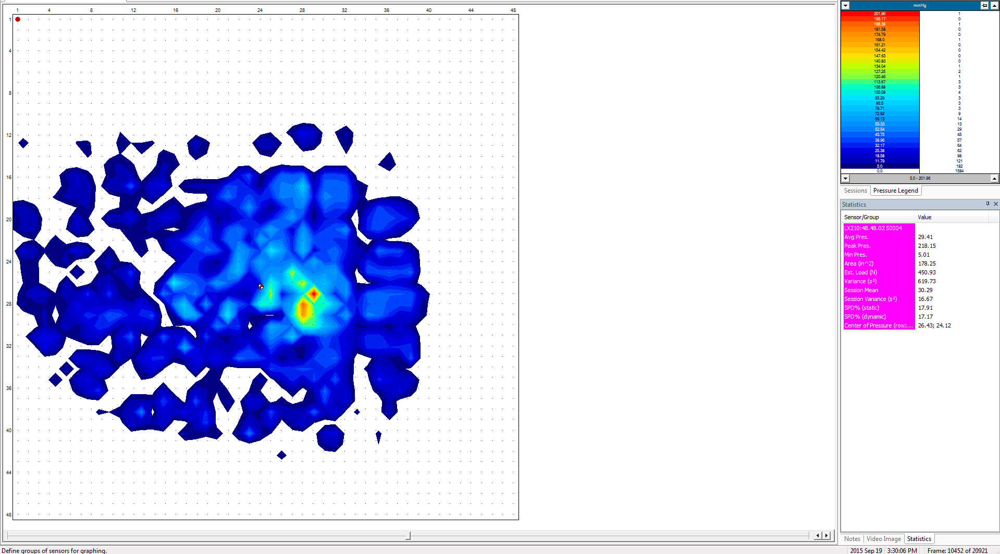 1 4 8 12 16 20 24 28 32 36 40 44 48
1
4
8
12
16
20
24
28
32
36
40
44
48
mmHg
201.96 1
195.17 0
188.38 1
181.58 0
174.79 0
168.0 1
161.21 0
154.42 0
147.63 0
140.83 0
134.04 1
127.25 2
120.46 1
113.67 3
106.88 3
100.08 4
93.29 3
86.5 3
79.71 3
72.92 9
66.13 14
59.33 13
52.54 29
45.75 45
38.96 57
32.17 64
25.38 62
18.58 98
11.79 121
5.0 182
0.0 1584
5.0 - 201.96
Sessions Pressure Legend
Statistics
Sensor/Group Value
LX210:48.48.02 S0004
Avg Pres. 29.41
Peak Pres. 218.15
Min Pres. 5.01
Area (in^2) 178.25
Est. Load (N) 450.93
Variance (s²) 619.73
Session Mean 30.29
Session Variance (s²) 16.67
SPD% (static) 17.91
SPD% (dynamic) 17.17
Center of Pressure (row;... 26.43; 24.12
Notes Video Image Statistics
Define groups of sensors for graphing. 2015 Sep 19 3:30:06 PM Frame: 10452 of 20921